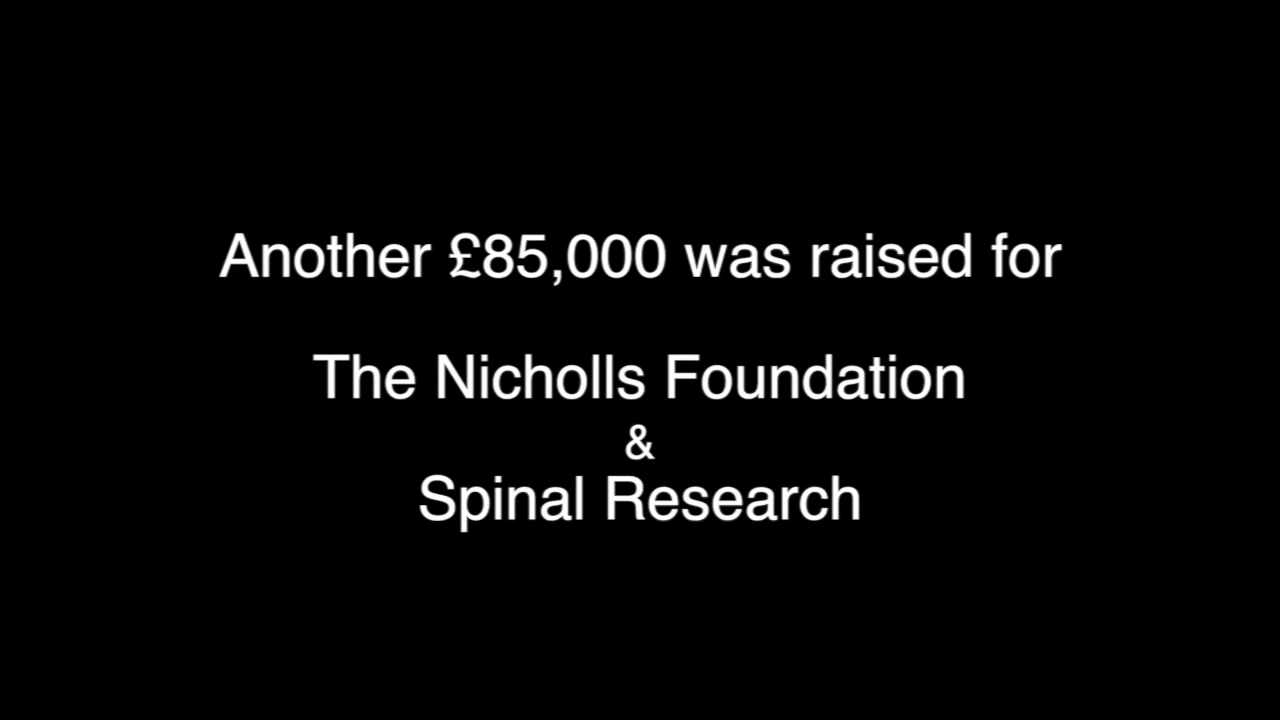 Another £85,000 was raised for
The Nicholls Foundation
&
Spinal Research